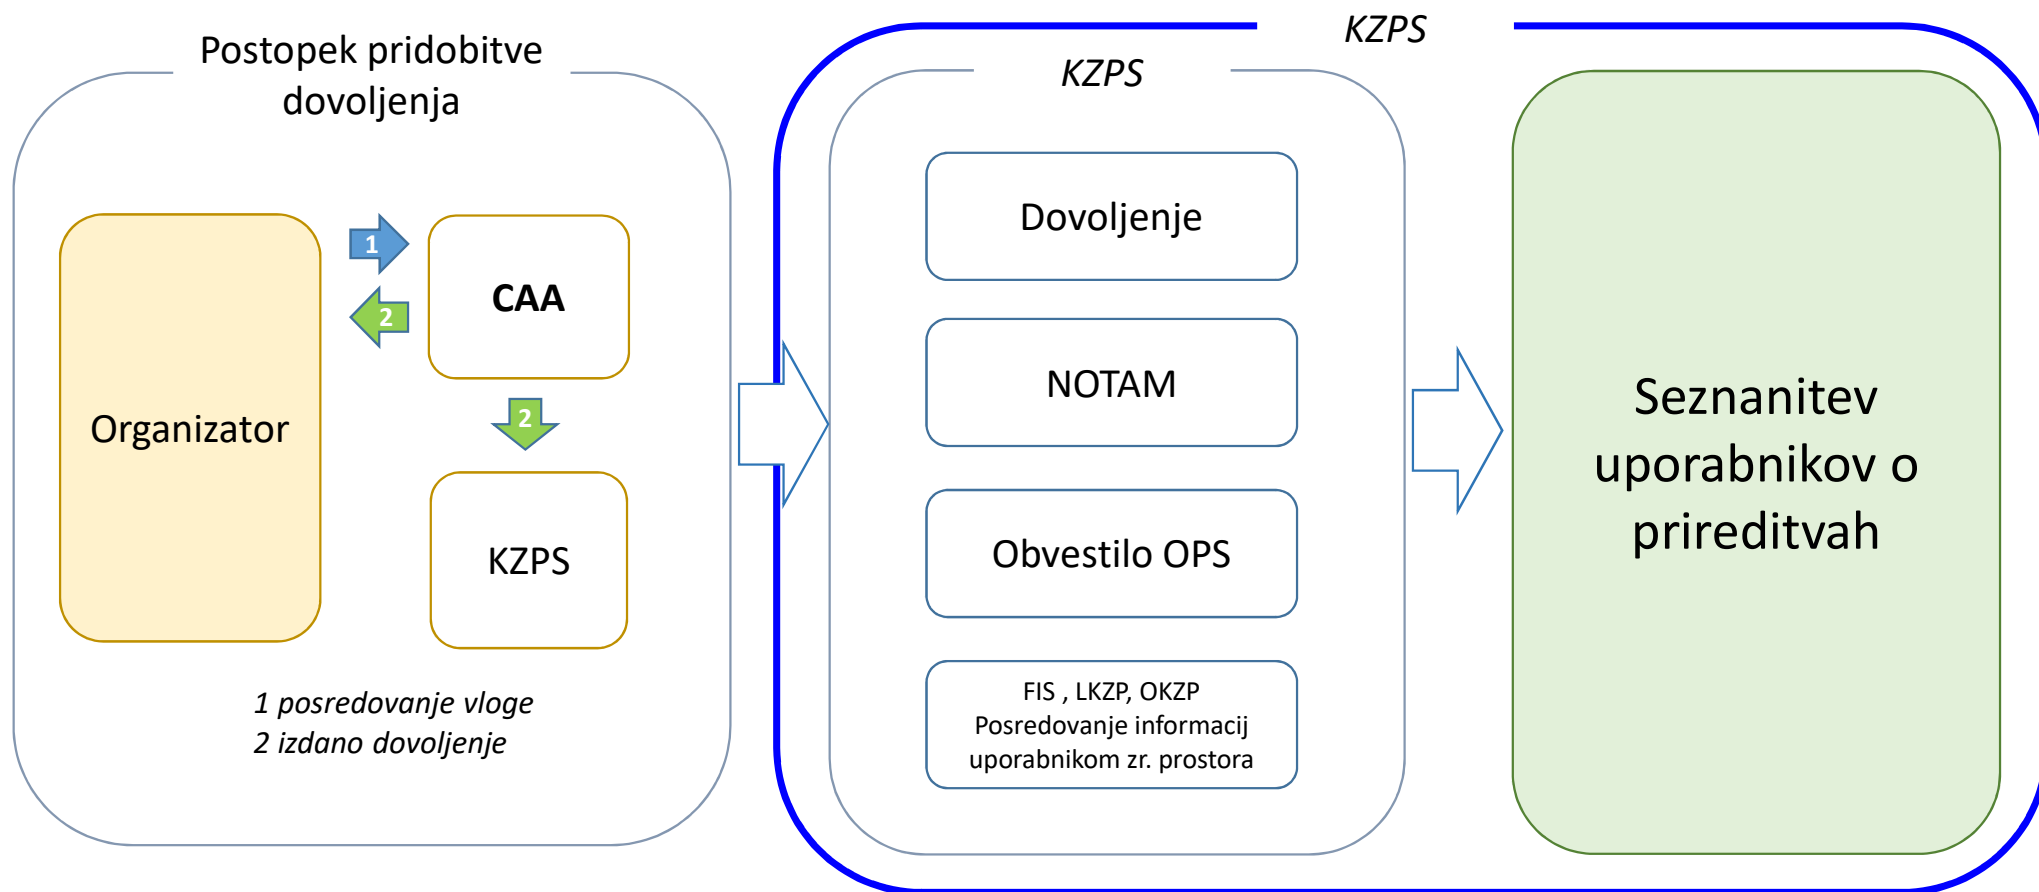 Postopek pridobitve
dovoljenja
Organizator
1
2
CAA
2
KZPS
1 posredovanje vloge
2 izdano dovoljenje
KZPS
KZPS
Dovoljenje
NOTAM
Obvestilo OPS
FIS , LKZP, OKZP
Posredovanje informacij
uporabnikom zr. prostora
Seznanitev
uporabnikov o
prireditvah